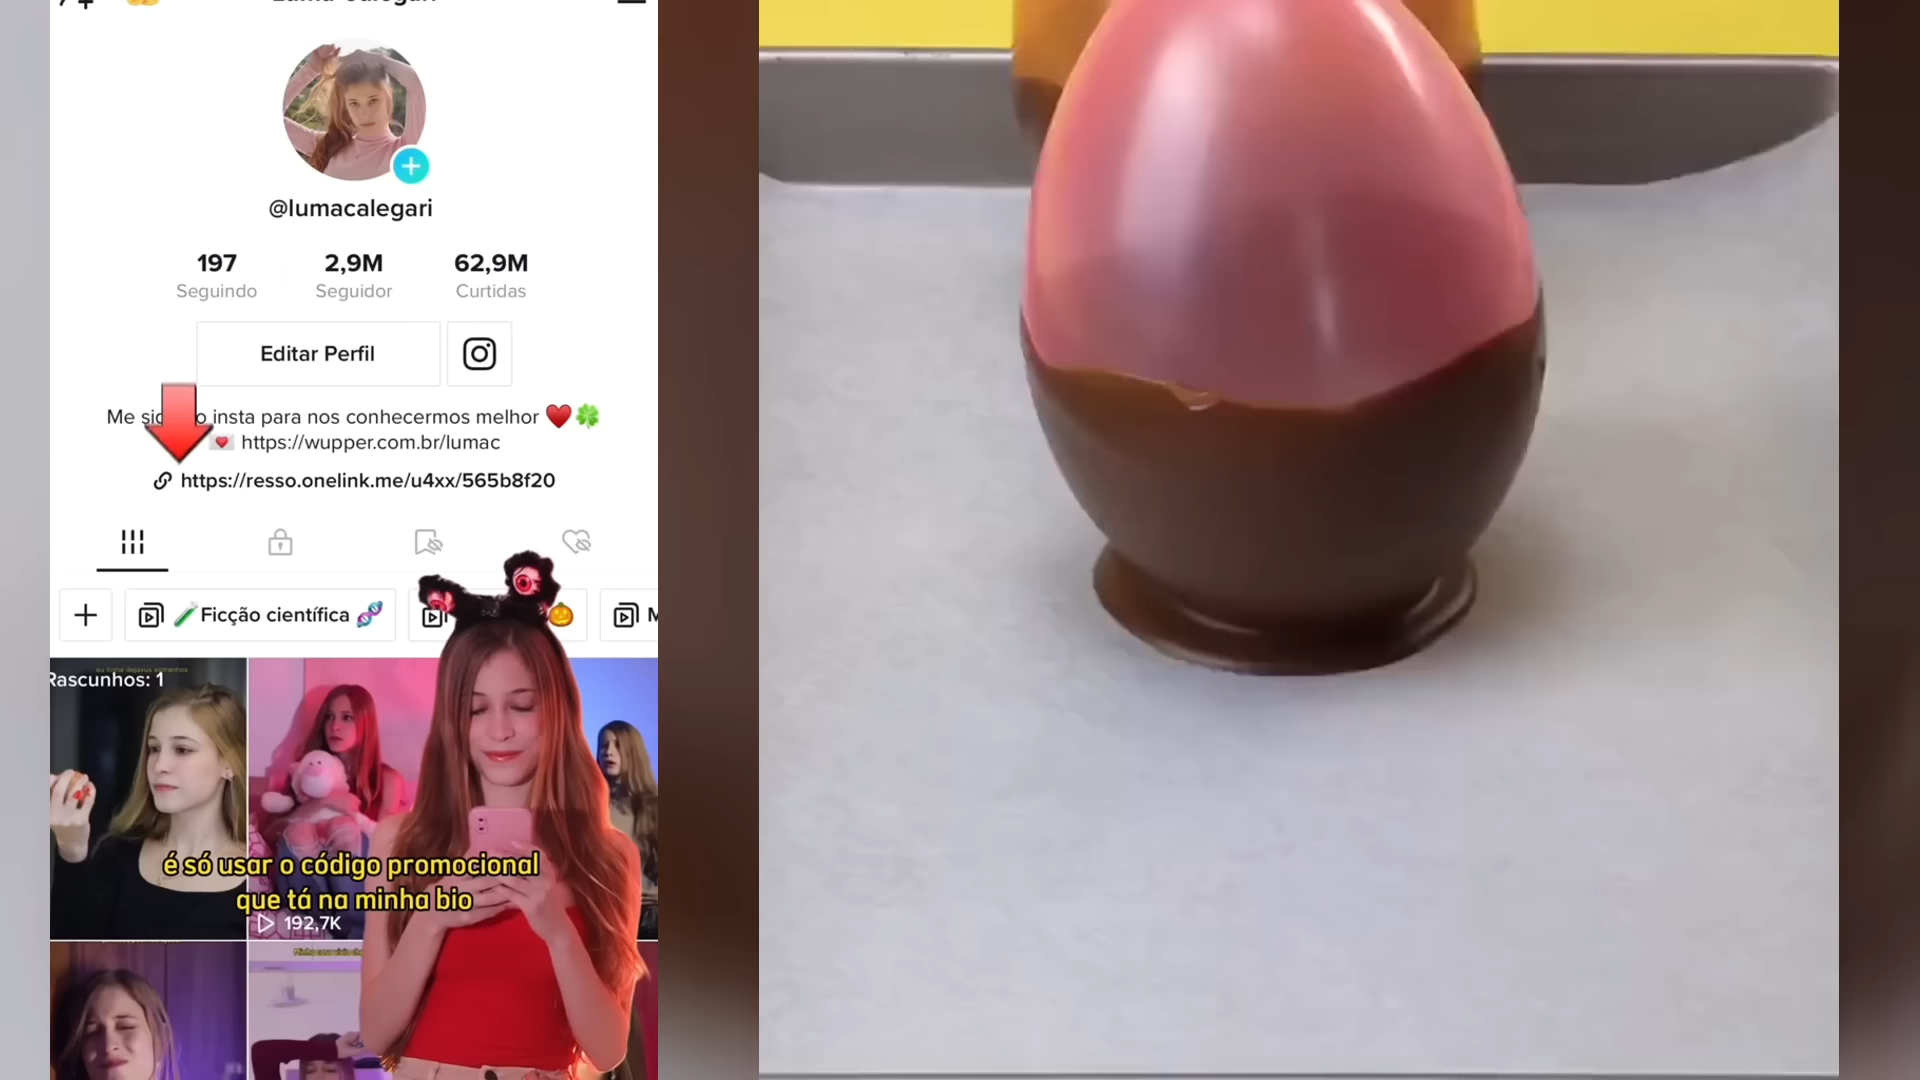 @lumacalegari
197 2,9M 62,9M
Seguindo Seguidor Curtidas
Editar Perfil
Me insta para nos conhecermos melhor ❤️🍀
💌 https://wupper.com.br/lumac
https://resso.onelink.me/u4xx/565b8f20
🧪Ficção científica 🧬
Rascunhos: 1
é só usar o código promocional
que tá na minha bio
192,7K